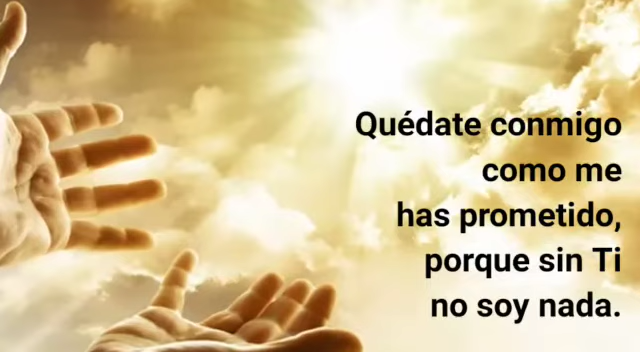 Quédate conmigo
como me
has prometido,
porque sin Ti
no soy nada.